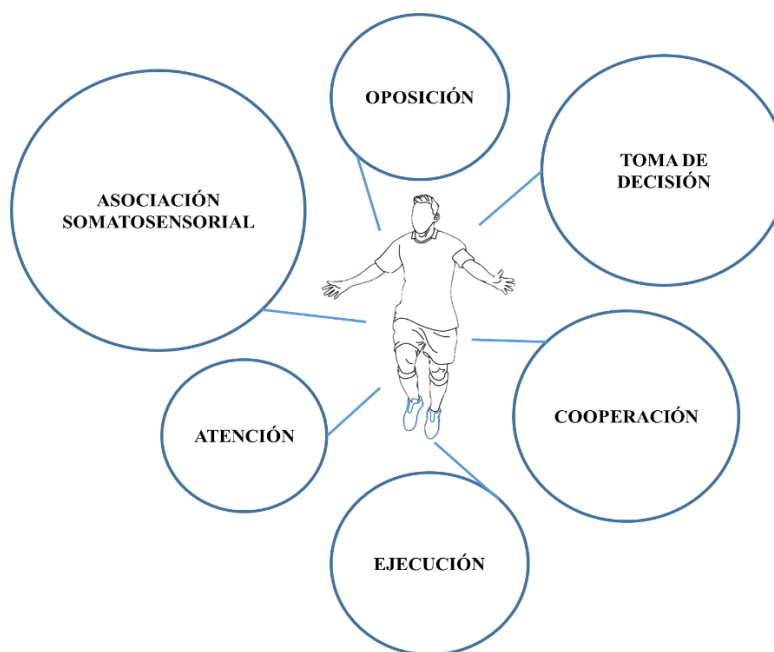 OPOSICIÓN
TOMA DE
DECISIÓN
ASOCIACIÓN
SOMATOSENSORIAL
COOPERACIÓN
ATENCIÓN
EJECUCIÓN